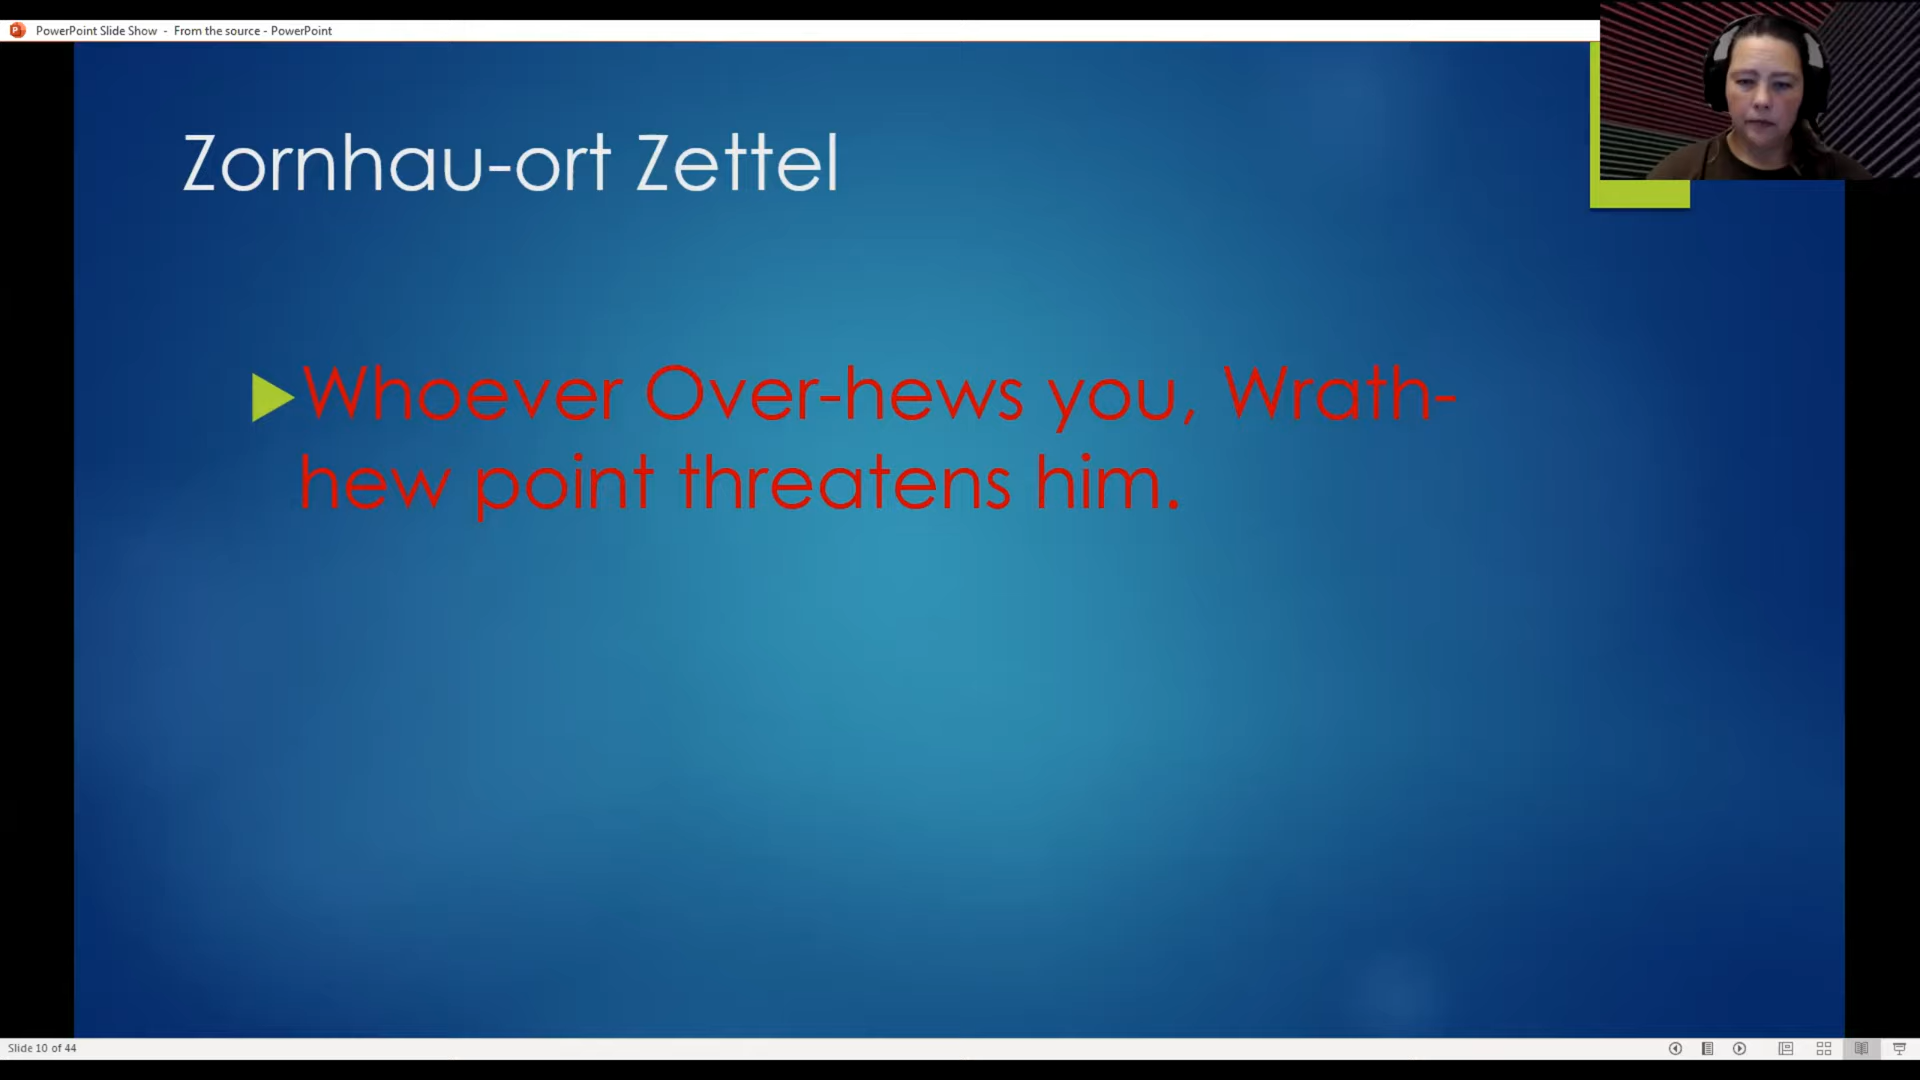 PowerPoint Slide Show - From the source - PowerPoint
Zornhau-ort Zettel
Whoever Over-hews you, Wrath-
hew point threatens him.
Slide 10 of 44